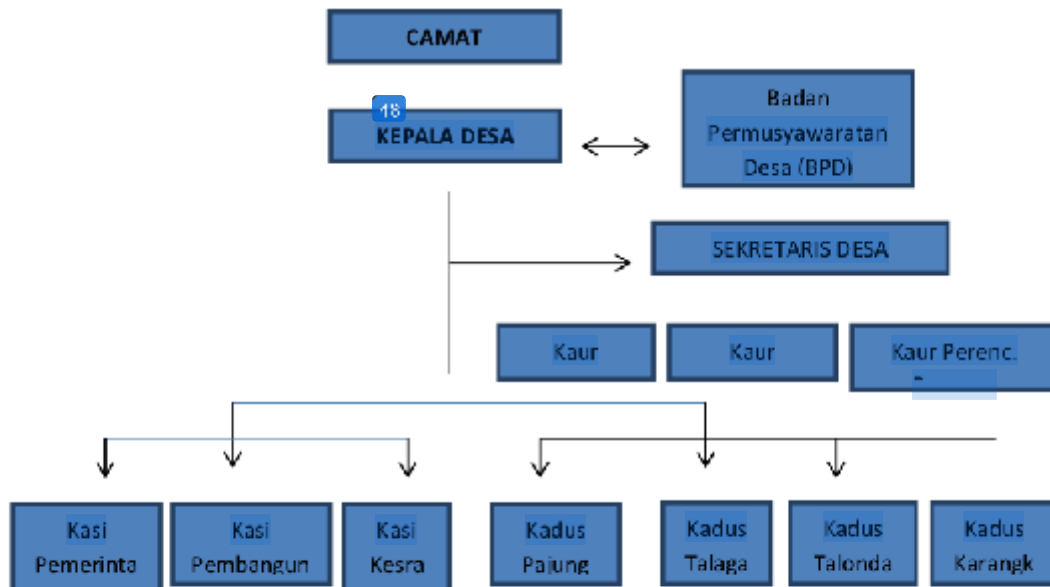 CAMAT
48
KEPALA DESA
Badan
Permusyawaratan
Desa (BPD)
SEKRETARIS DESA
Kaur
Kaur
Kaur Perenc.
Kasi
Pemerinta
Kasi
Pembangun
Kasi
Kesra
Kadus
Pajung
Kadus
Talaga
Kadus
Talonda
Kadus
Karangk